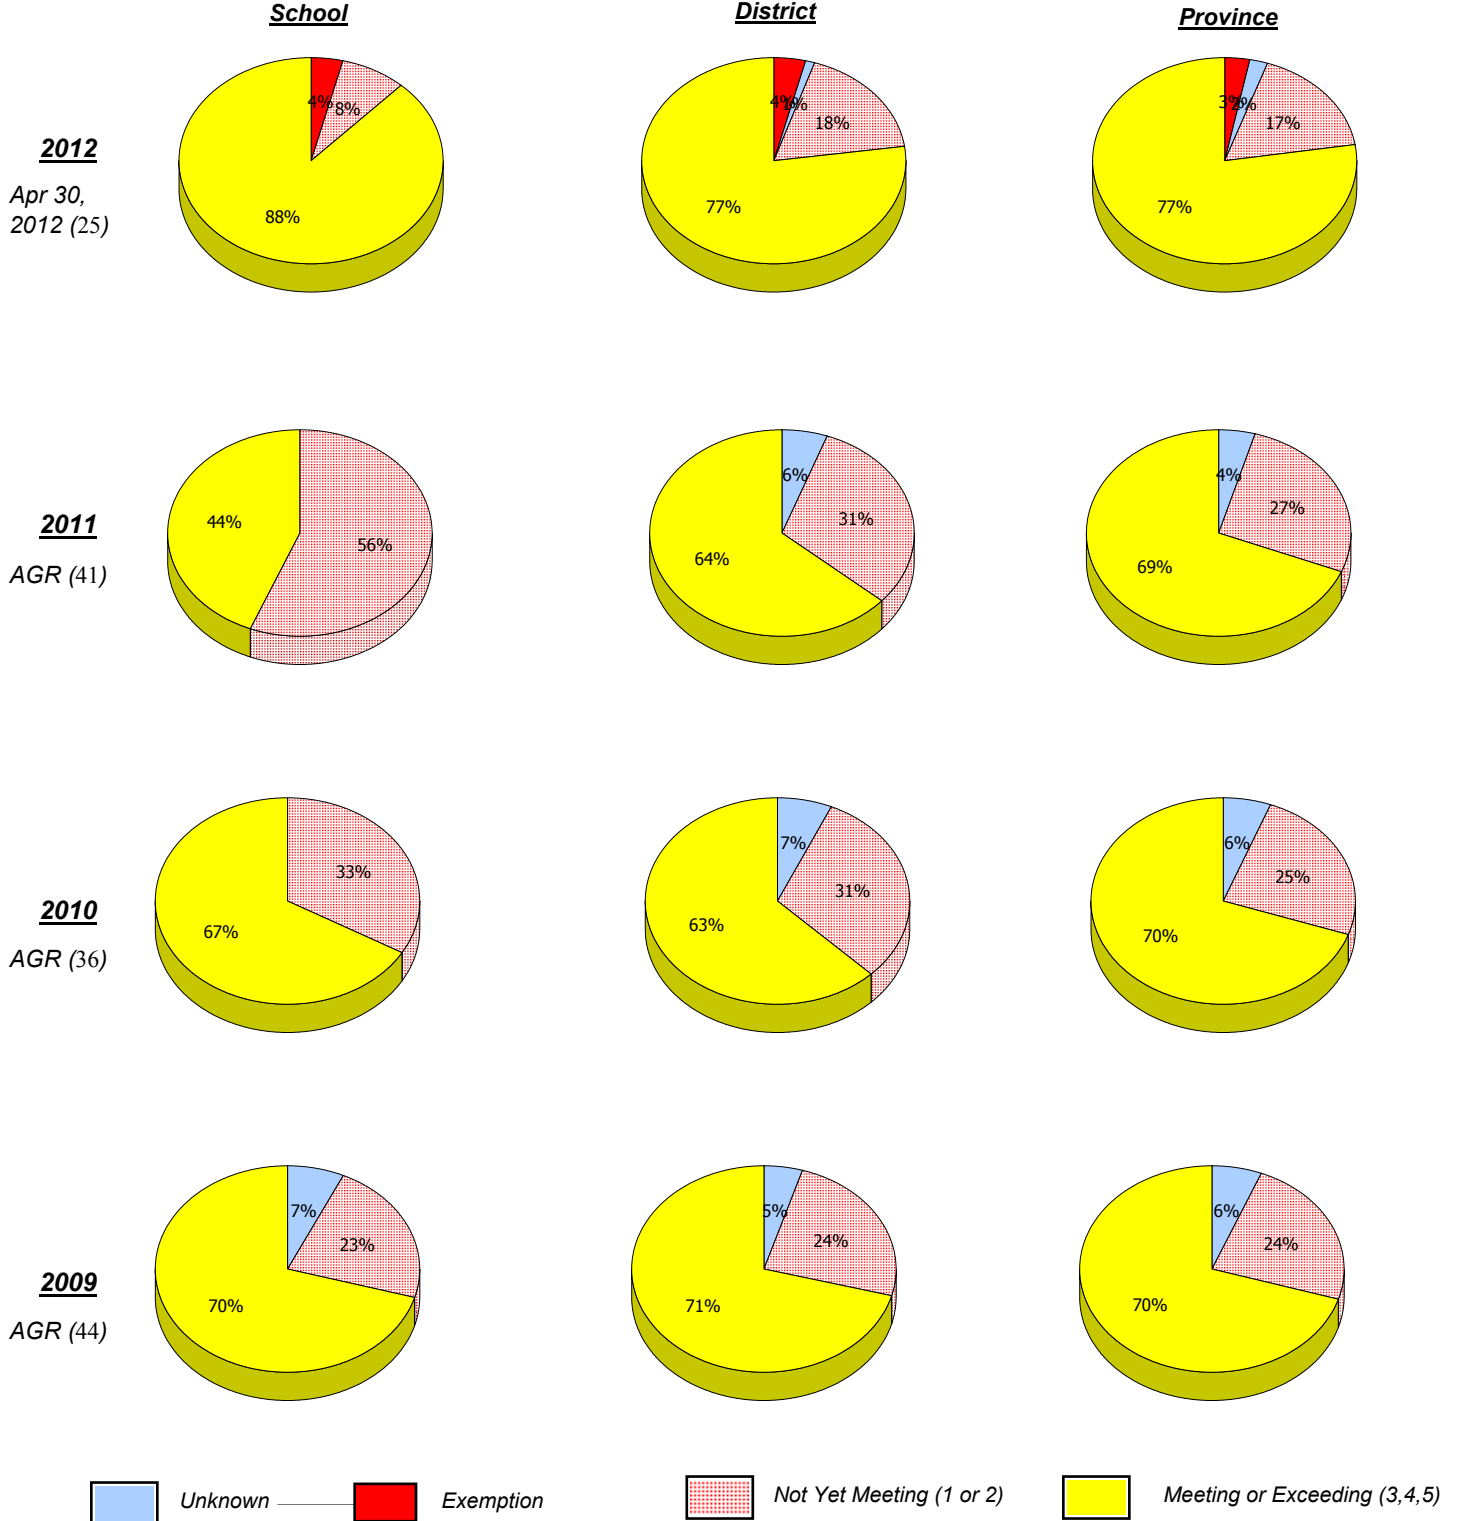 School District Province
4% 8% 88%
4% 1% 18% 77%
3% 2% 17% 77%
2012
Apr 30,
2012 (25)
44% 56%
6% 31% 64%
4% 27% 69%
2011
AGR (41)
33% 67%
7% 31% 63%
6% 25% 70%
2010
AGR (36)
7% 23% 70%
5% 24% 71%
6% 24% 70%
2009
AGR (44)
Unknown Exemption Not Yet Meeting (1 or 2) Meeting or Exceeding (3,4,5)